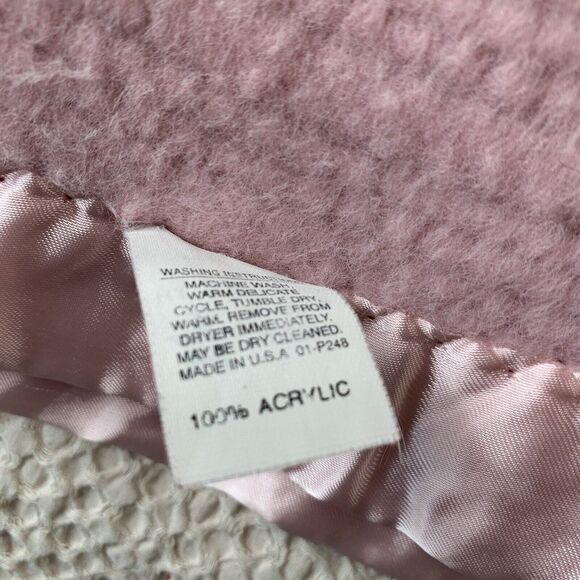 WASHING INSTRUCTIONS
MACHINE WASH,
WARM DELICATE
CYCLE, TUMBLE DRY,
WARM. REMOVE FROM
DRYER IMMEDIATELY.
MAY BE DRY CLEANED.
MADE IN U.S.A 01-P248
100% ACRYLIC